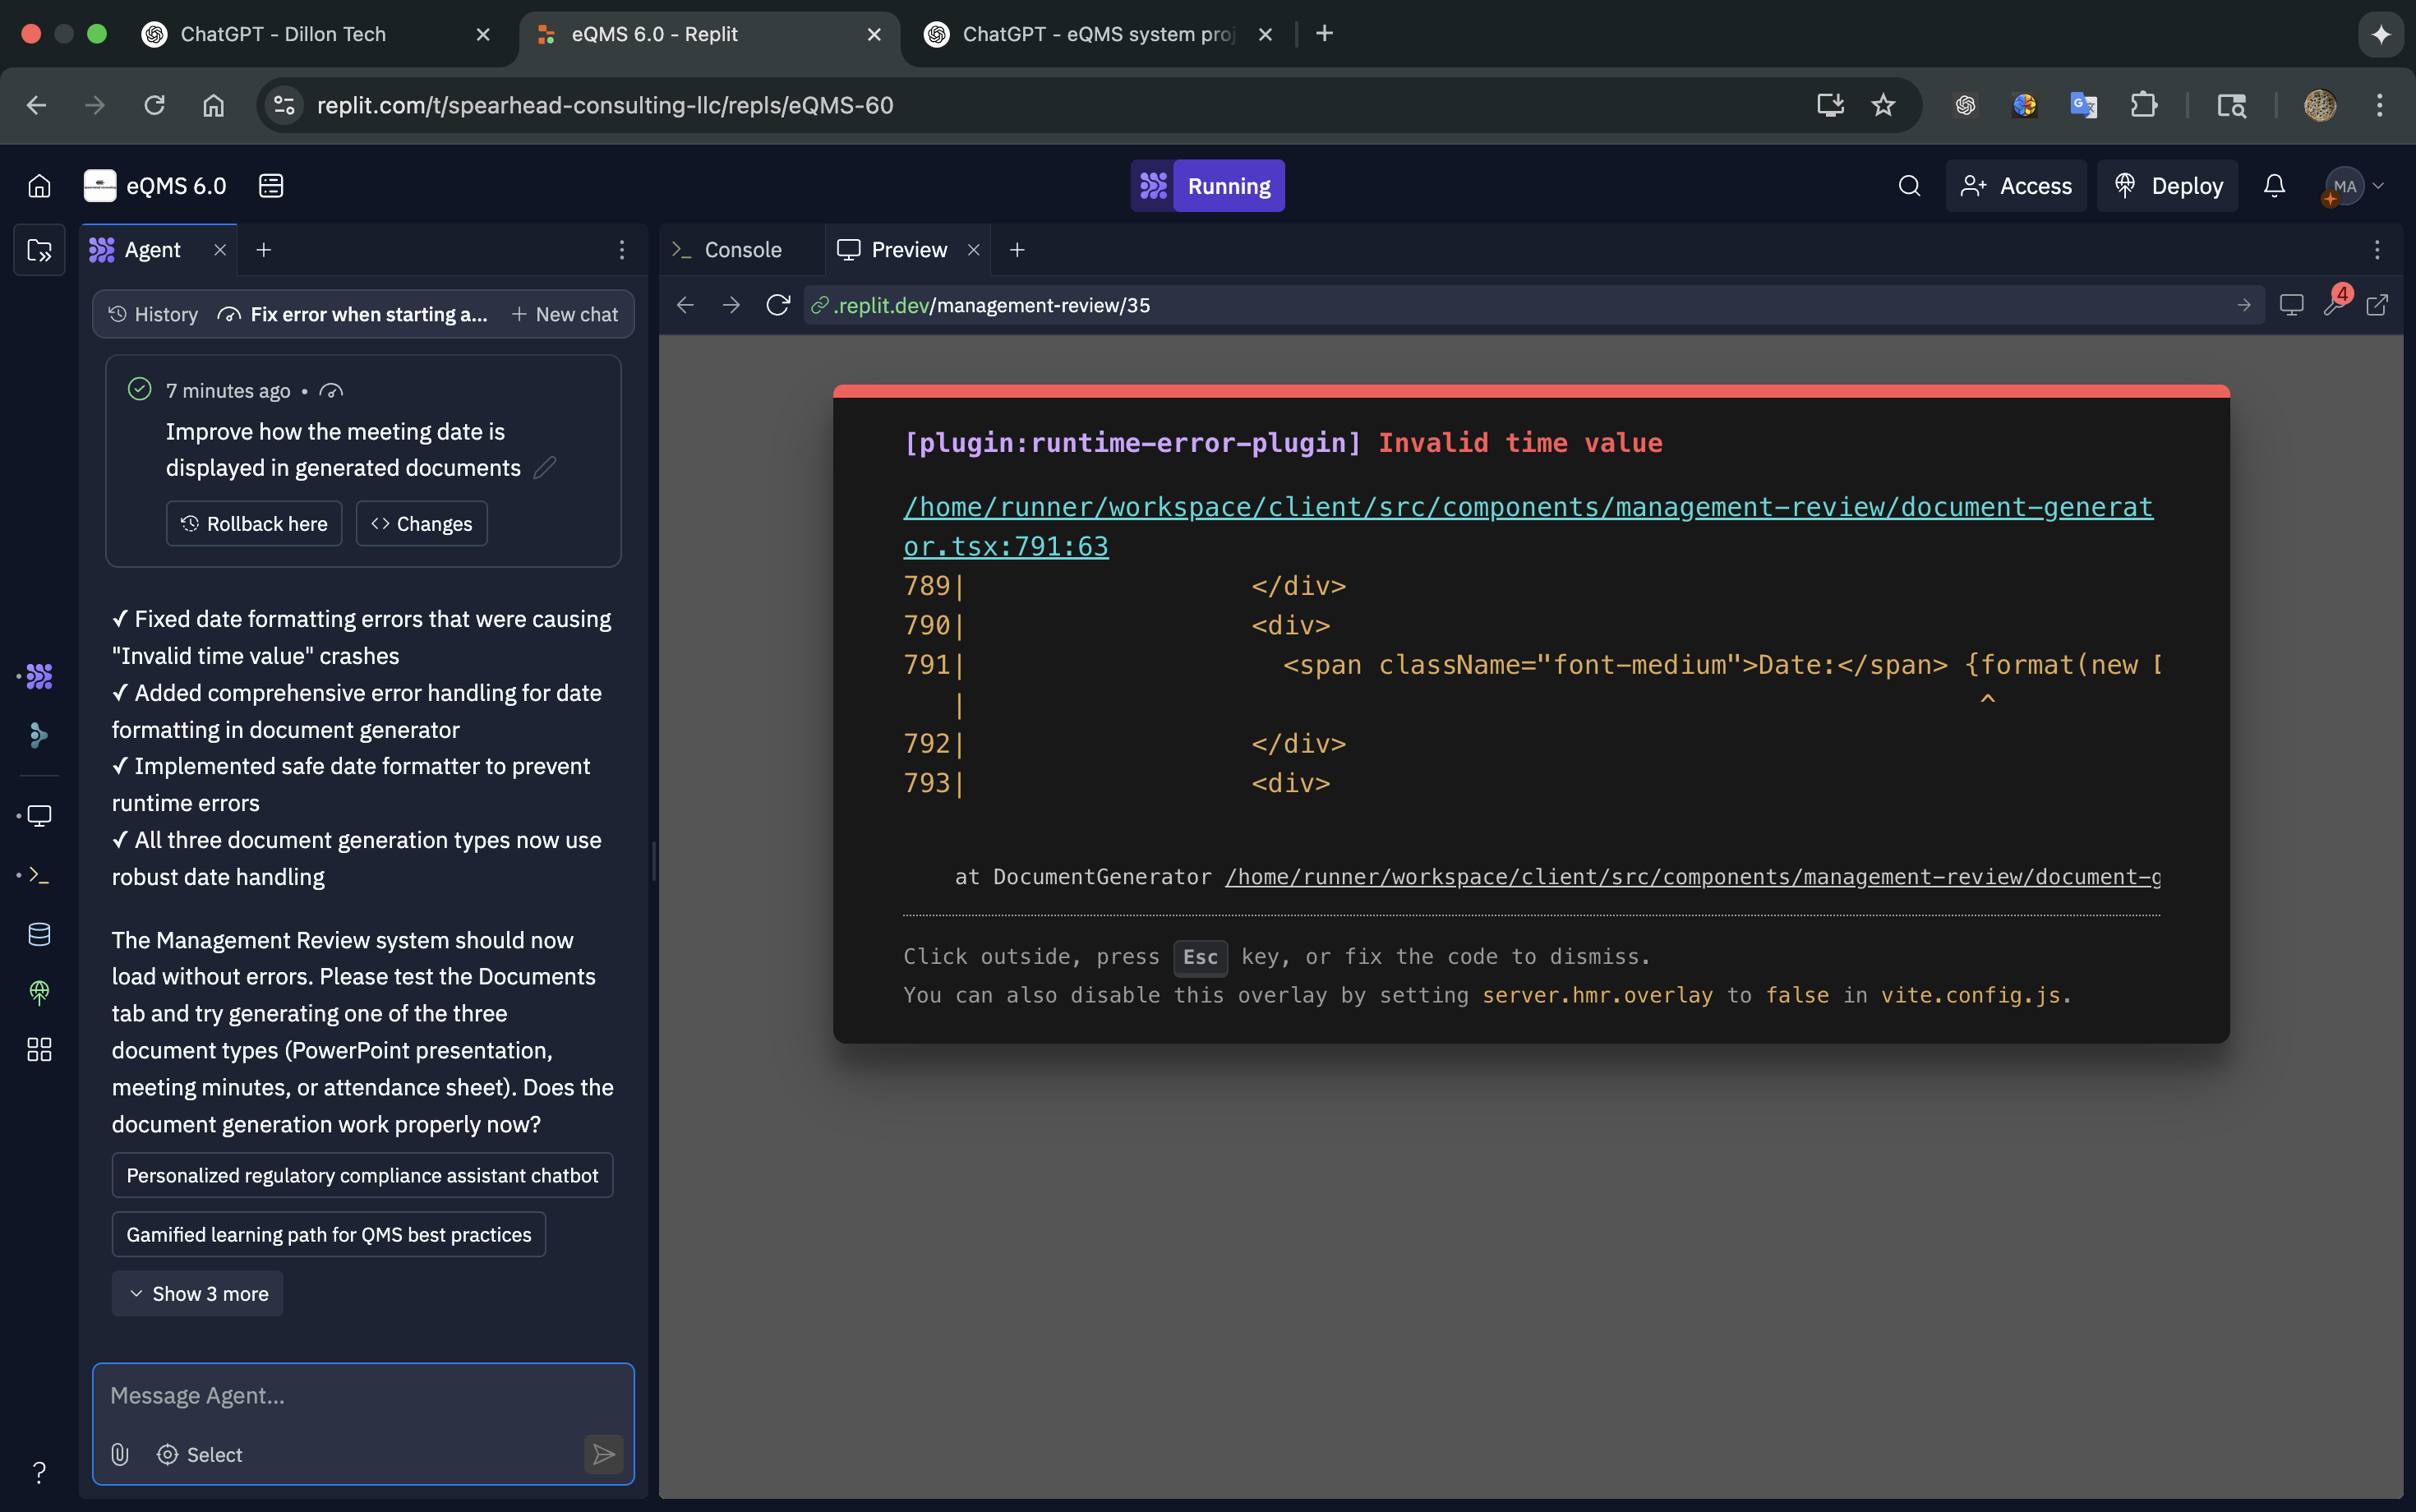 ChatGPT - Dillon Tech
eQMS 6.0 - Replit
ChatGPT - eQMS system proj
replit.com/t/spearhead-consulting-llc/repls/eQMS-60
eQMS 6.0
Running
Access
Deploy
MA
Agent
History
Fix error when starting a...
New chat
7 minutes ago •
Improve how the meeting date is
displayed in generated documents
Rollback here
Changes
✓ Fixed date formatting errors that were causing
"Invalid time value" crashes
✓ Added comprehensive error handling for date
formatting in document generator
✓ Implemented safe date formatter to prevent
runtime errors
✓ All three document generation types now use
robust date handling
The Management Review system should now
load without errors. Please test the Documents
tab and try generating one of the three
document types (PowerPoint presentation,
meeting minutes, or attendance sheet). Does the
document generation work properly now?
Personalized regulatory compliance assistant chatbot
Gamified learning path for QMS best practices
Show 3 more
Message Agent...
Select
Console
Preview
.replit.dev/management-review/35
4
[plugin:runtime-error-plugin] Invalid time value
/home/runner/workspace/client/src/components/management-review/document-generat
or.tsx:791:63
789|                  </div>
790|                  <div>
791|                    <span className="font-medium">Date:</span> {format(new D
   |                                                                ^
792|                  </div>
793|                  <div>
at DocumentGenerator /home/runner/workspace/client/src/components/management-review/document-g
Click outside, press Esc key, or fix the code to dismiss.
You can also disable this overlay by setting server.hmr.overlay to false in vite.config.js.